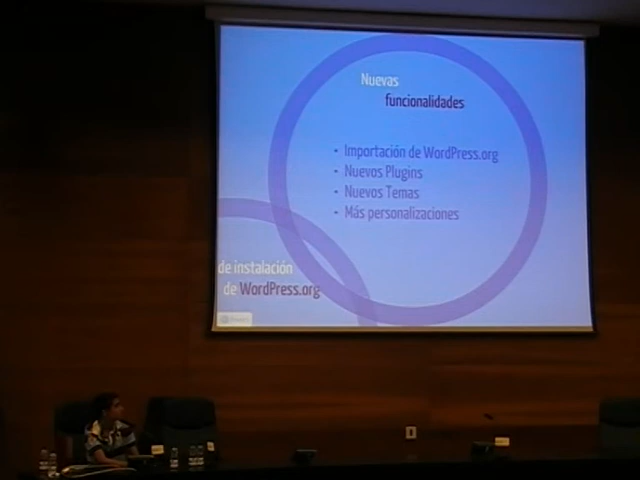 Nuevas
funcionalidades
• Importación de WordPress.org
• Nuevos Plugins
• Nuevos Temas
• Más personalizaciones
de instalación
de WordPress.org